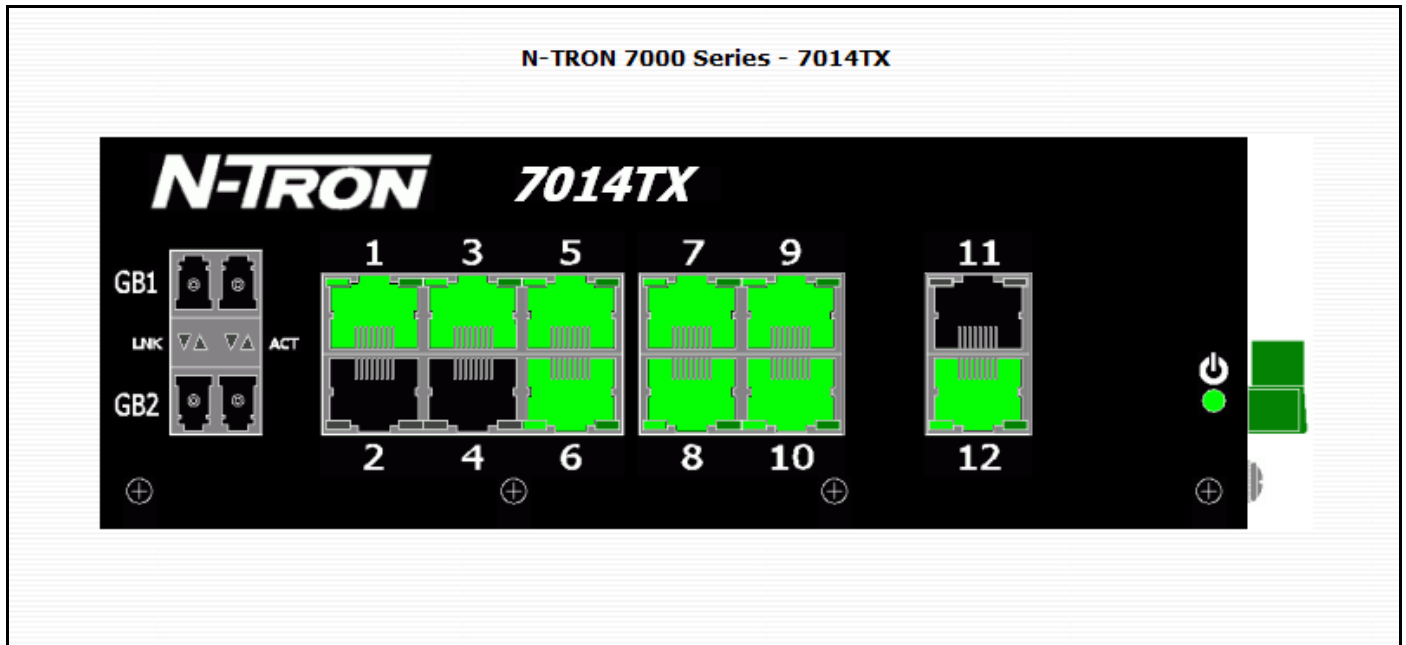 N-TRON 7000 Series - 7014TX
N-TRON 7014TX
1 3 5 7 9 11
GB1
LNK ACT
GB2
2 4 6 8 10 12